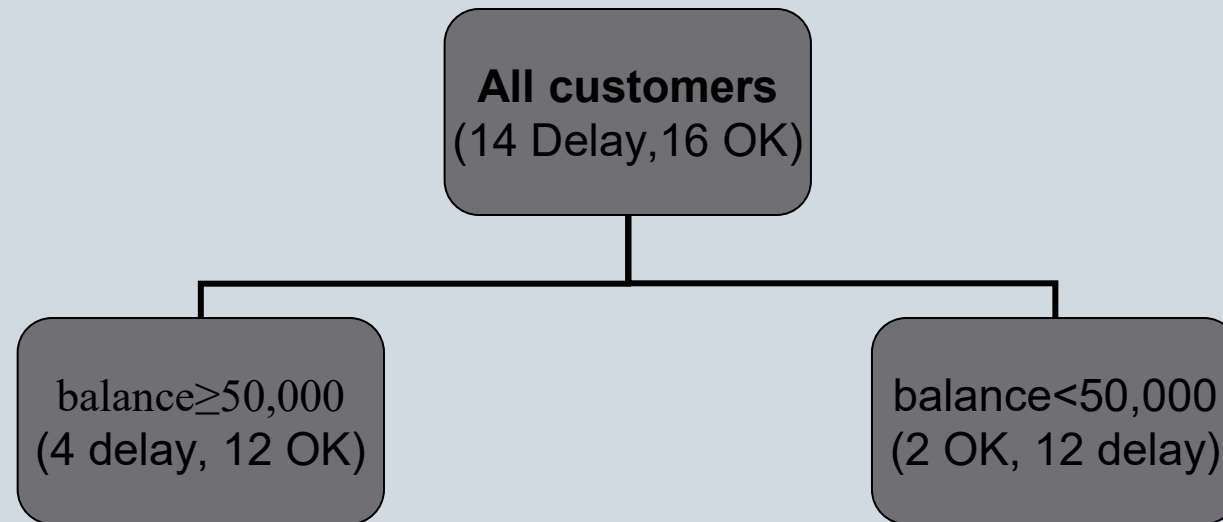 All customers
(14 Delay,16 OK)
balance≥50,000
(4 delay, 12 OK)
balance<50,000
(2 OK, 12 delay)